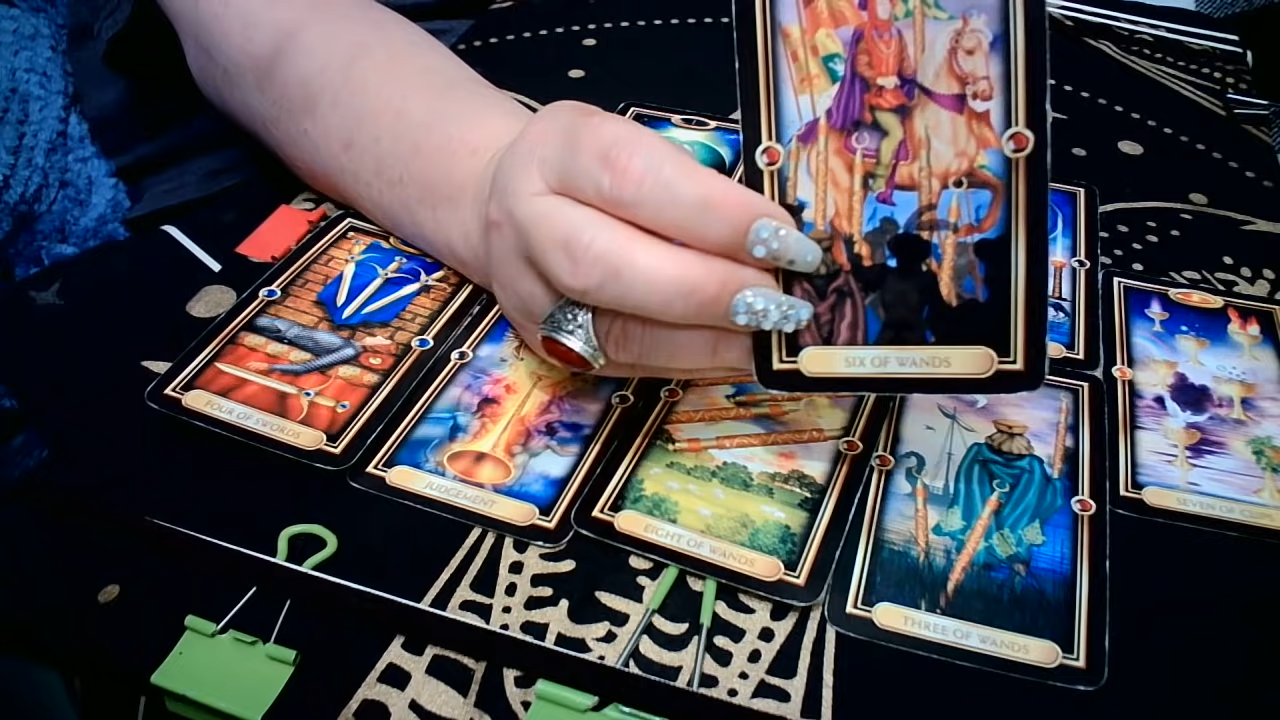 SIX OF WANDS
FOUR OF SWORDS
JUDGEMENT
EIGHT OF WANDS
THREE OF WANDS
SEVEN OF CUPS